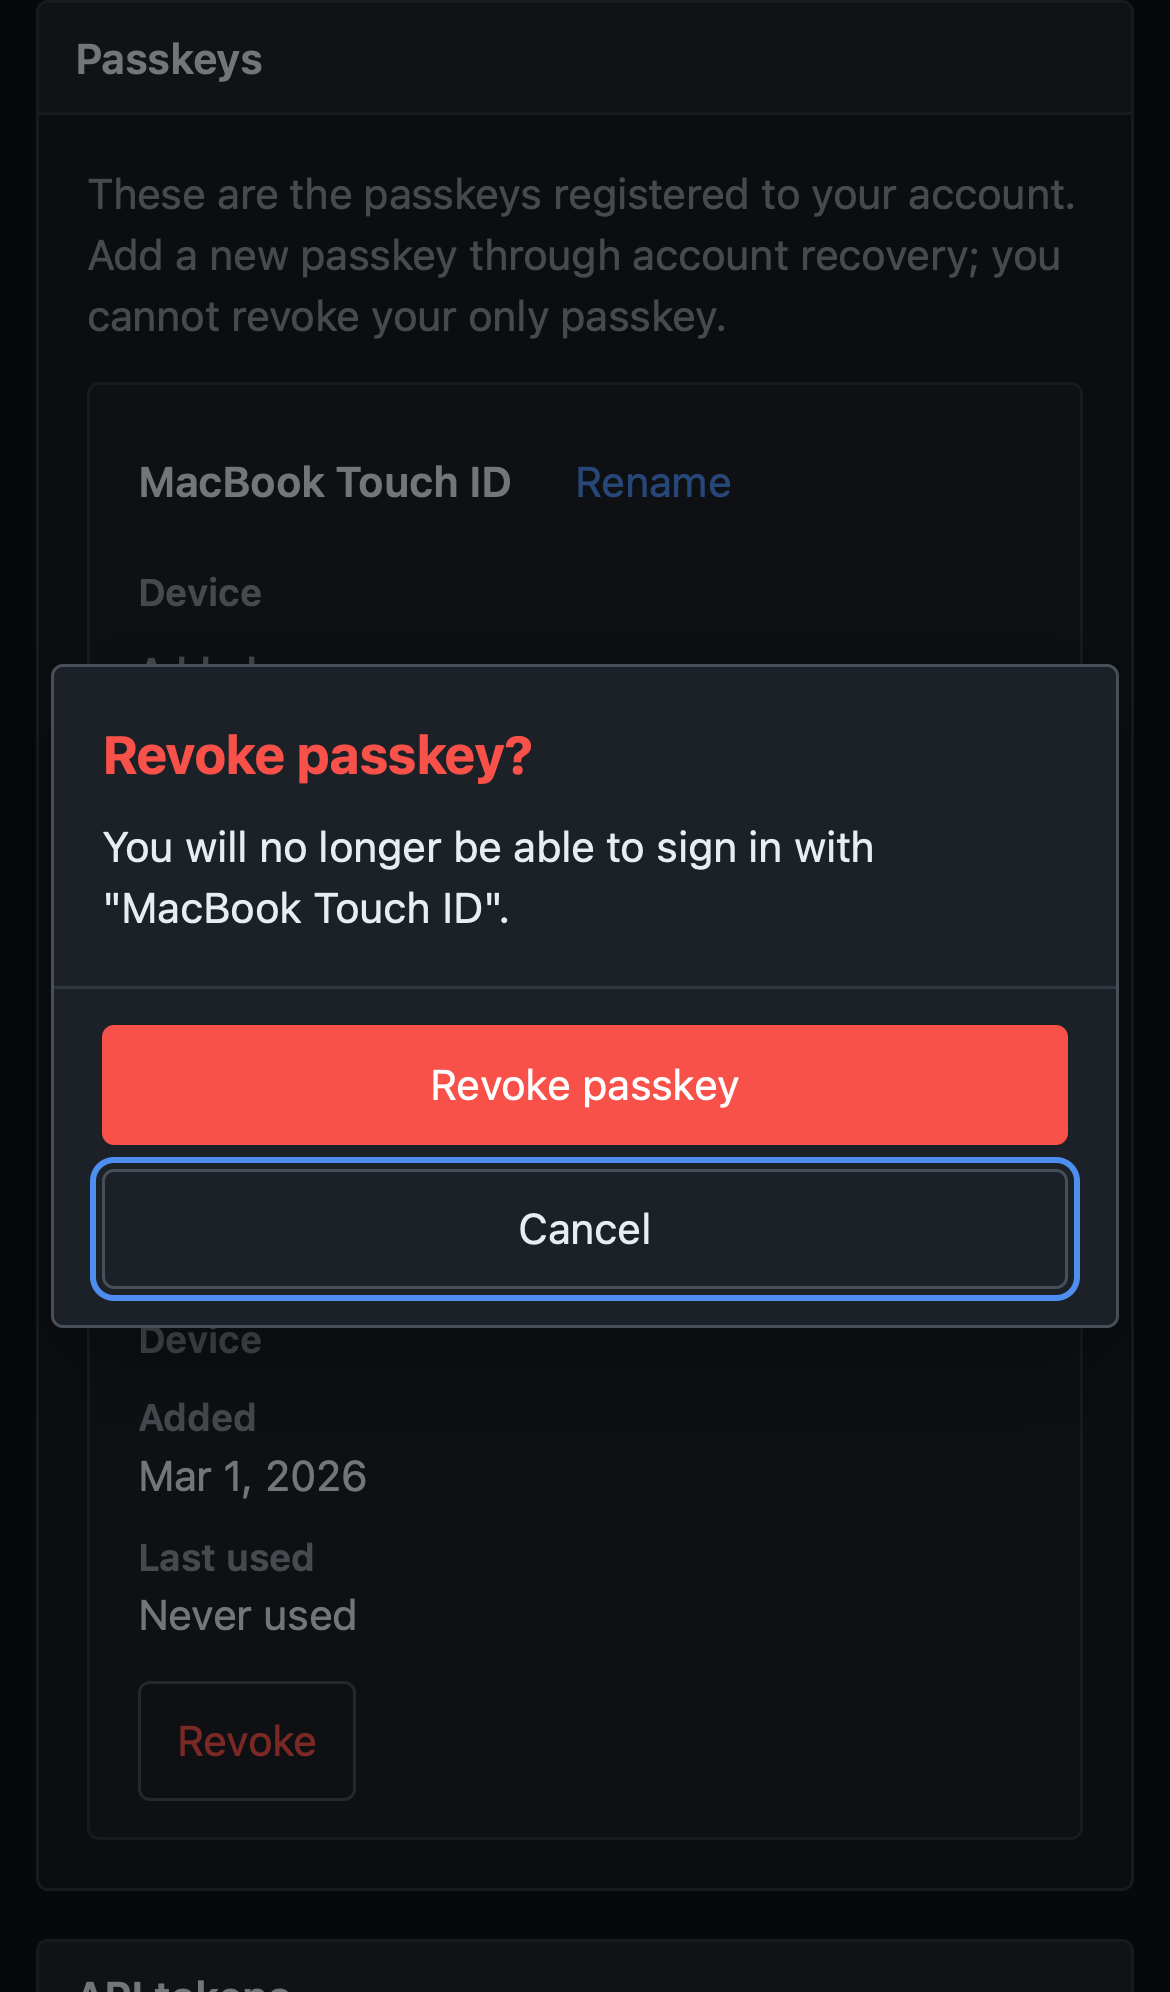 Passkeys
These are the passkeys registered to your account.
Add a new passkey through account recovery; you
cannot revoke your only passkey.
MacBook Touch ID Rename
Device
Revoke passkey?
You will no longer be able to sign in with
"MacBook Touch ID".
Revoke passkey
Cancel
Device
Added
Mar 1, 2026
Last used
Never used
Revoke
API tokens